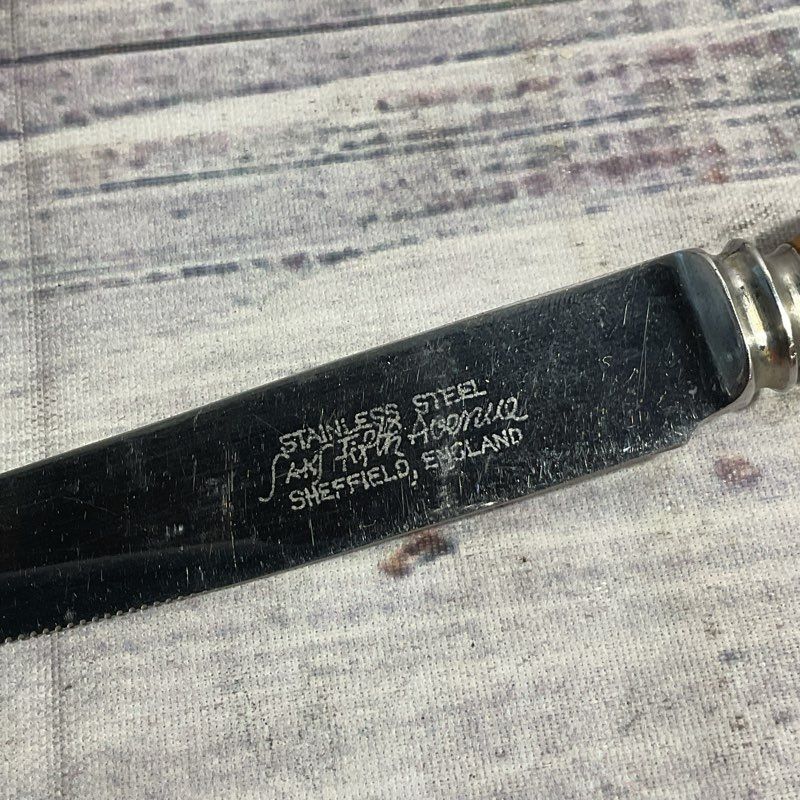 STAINLESS STEEL
Saks Fifth Avenue
SHEFFIELD, ENGLAND